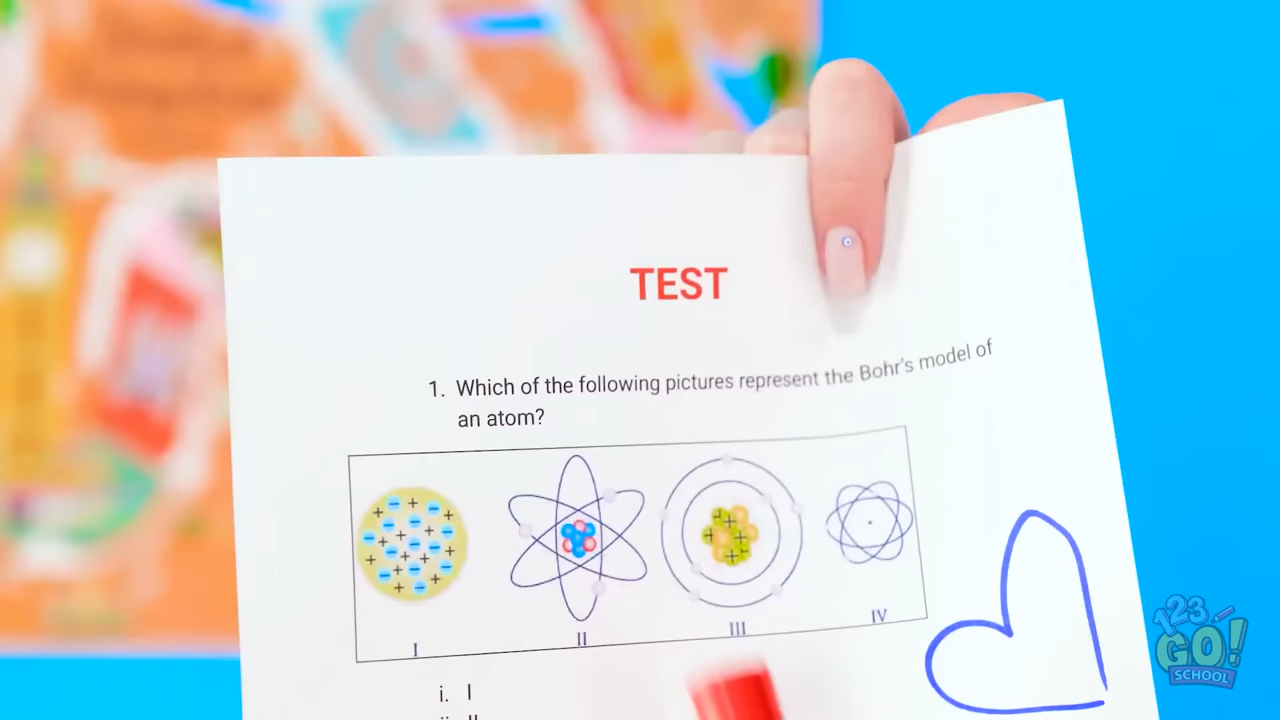 TEST
1. Which of the following pictures represent the Bohr's model of
an atom?
I II III IV
i. I
123
GO!
SCHOOL